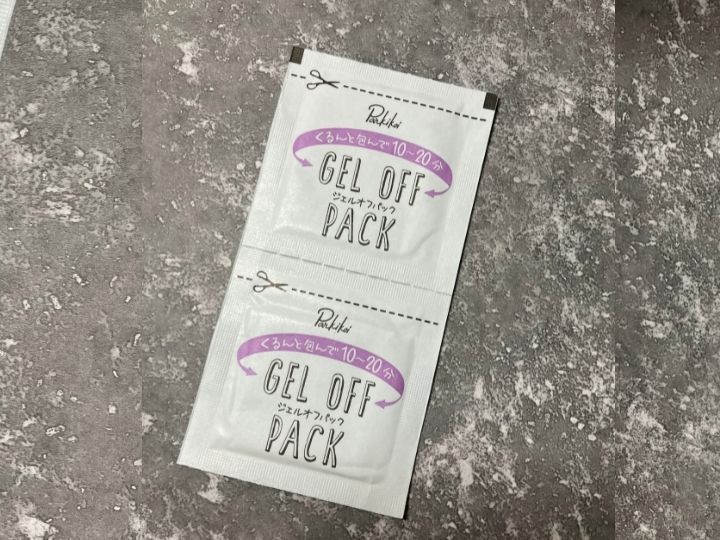 Parikko
くるんと包んで10〜20分
GEL OFF
ジェルオフパック
PACK
くるんと包んで10〜20分
GEL OFF
ジェルオフパック
PACK